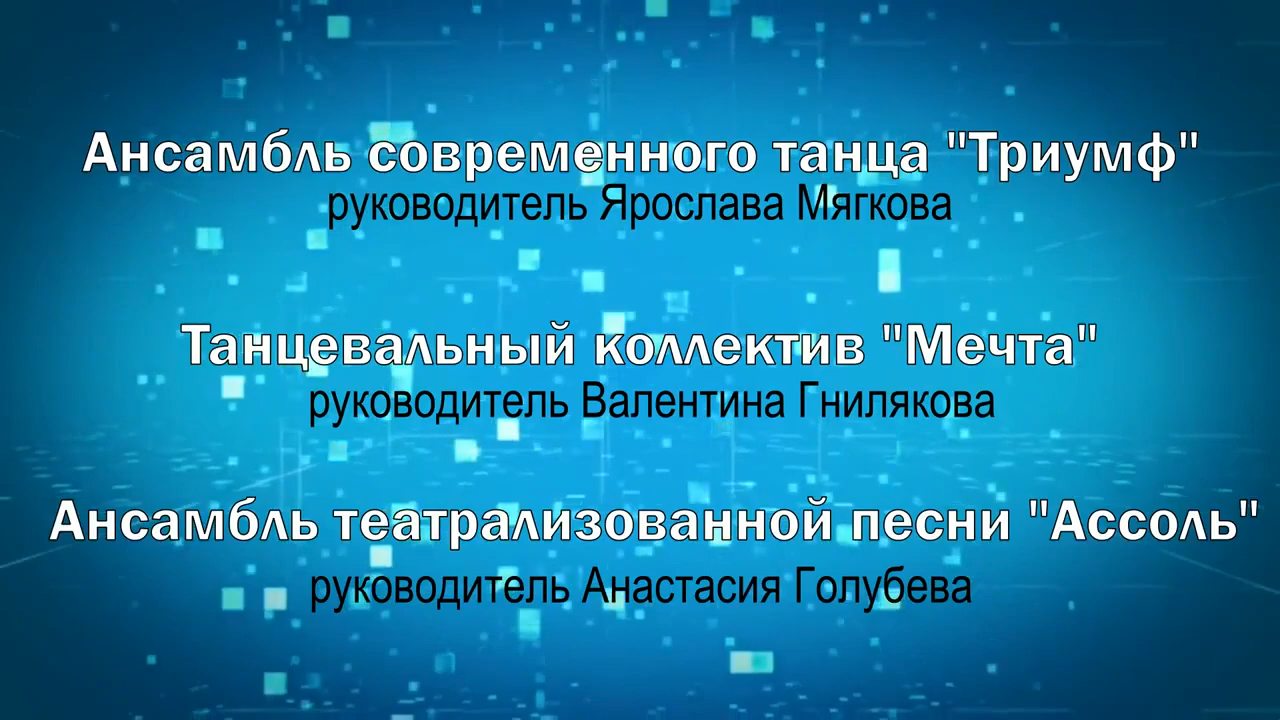 Ансамбль современного танца "Триумф"
руководитель Ярослава Мягкова
Танцевальный коллектив "Мечта"
руководитель Валентина Гнилякова
Ансамбль театрализованной песни "Ассоль"
руководитель Анастасия Голубева